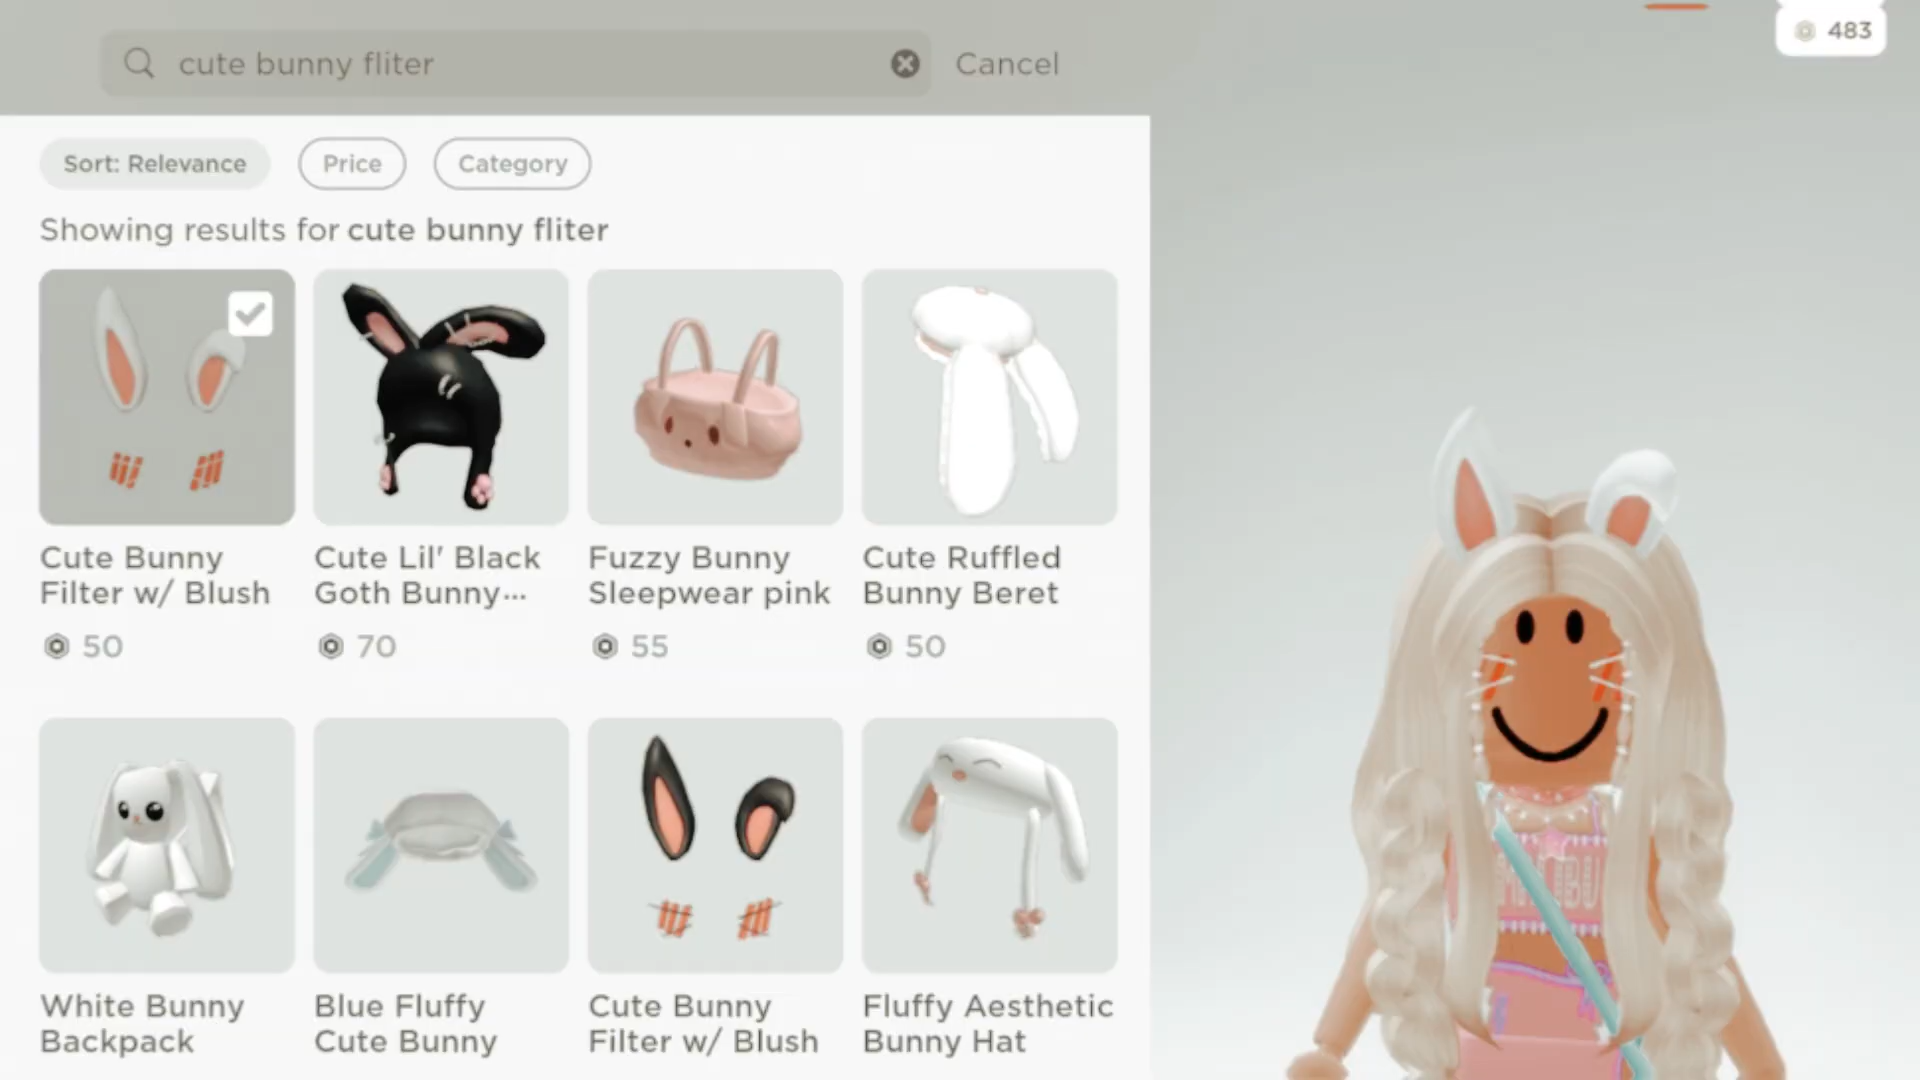 cute bunny fliter
Cancel
483
Sort: Relevance
Price
Category
Showing results for cute bunny fliter
Cute Bunny
Filter w/ Blush
50
Cute Lil' Black
Goth Bunny...
70
Fuzzy Bunny
Sleepwear pink
55
Cute Ruffled
Bunny Beret
50
White Bunny
Backpack
Blue Fluffy
Cute Bunny
Cute Bunny
Filter w/ Blush
Fluffy Aesthetic
Bunny Hat